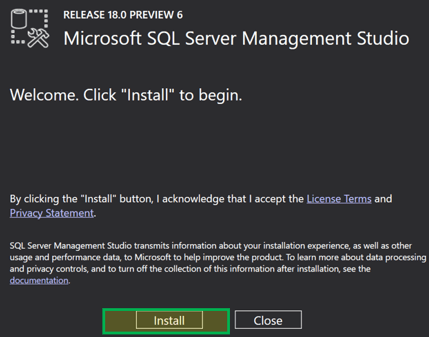 RELEASE 18.0 PREVIEW 6
Microsoft SQL Server Management Studio
Welcome. Click "Install" to begin.
By clicking the "Install" button, I acknowledge that I accept the License Terms and
Privacy Statement.
SQL Server Management Studio transmits information about your installation experience, as well as other
usage and performance data, to Microsoft to help improve the product. To learn more about data processing
and privacy controls, and to turn off the collection of this information after installation, see the
documentation.
Install Close